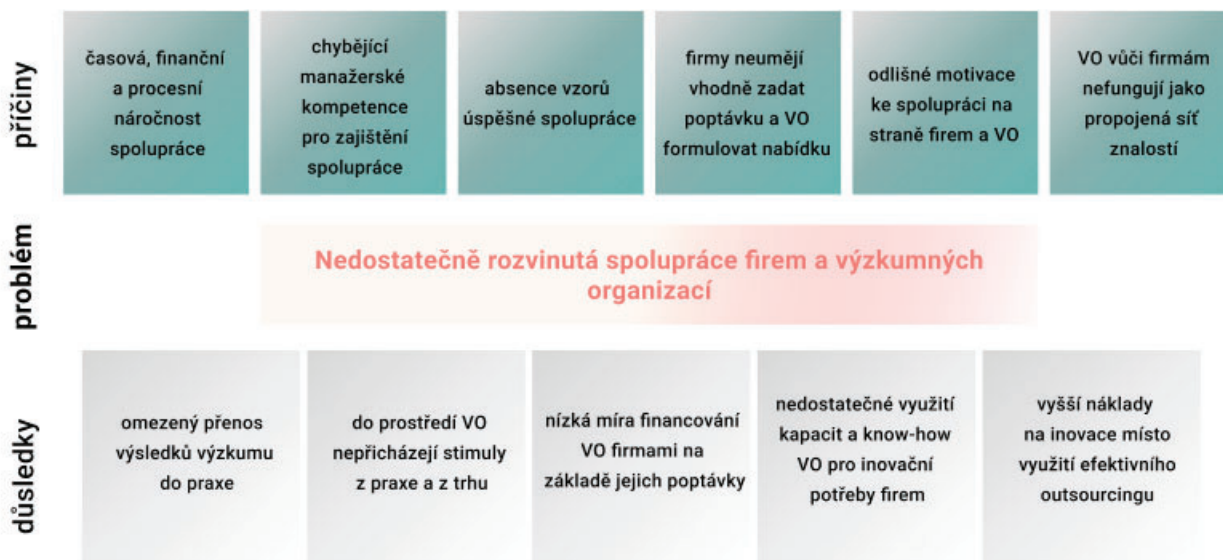 příčiny
časová, finanční
a procesní
náročnost
spolupráce
chybějící
manažerské
kompetence
pro zajištění
spolupráce
absence vzorů
úspěšné spolupráce
firmy neumějí
vhodně zadat
poptávku a VO
formulovat nabídku
odlišné motivace
ke spolupráci na
straně firem a VO
VO vůči firmám
nefungují jako
propojená síť
znalostí
problém
Nedostatečně rozvinutá spolupráce firem a výzkumných
organizací
důsledky
omezený přenos
výsledků výzkumu
do praxe
do prostředí VO
nepřicházejí stimuly
z praxe a z trhu
nízká míra financování
VO firmami na
základě jejich poptávky
nedostatečné využití
kapacit a know-how
VO pro inovační
potřeby firem
vyšší náklady
na inovace místo
využití efektivního
outsourcingu